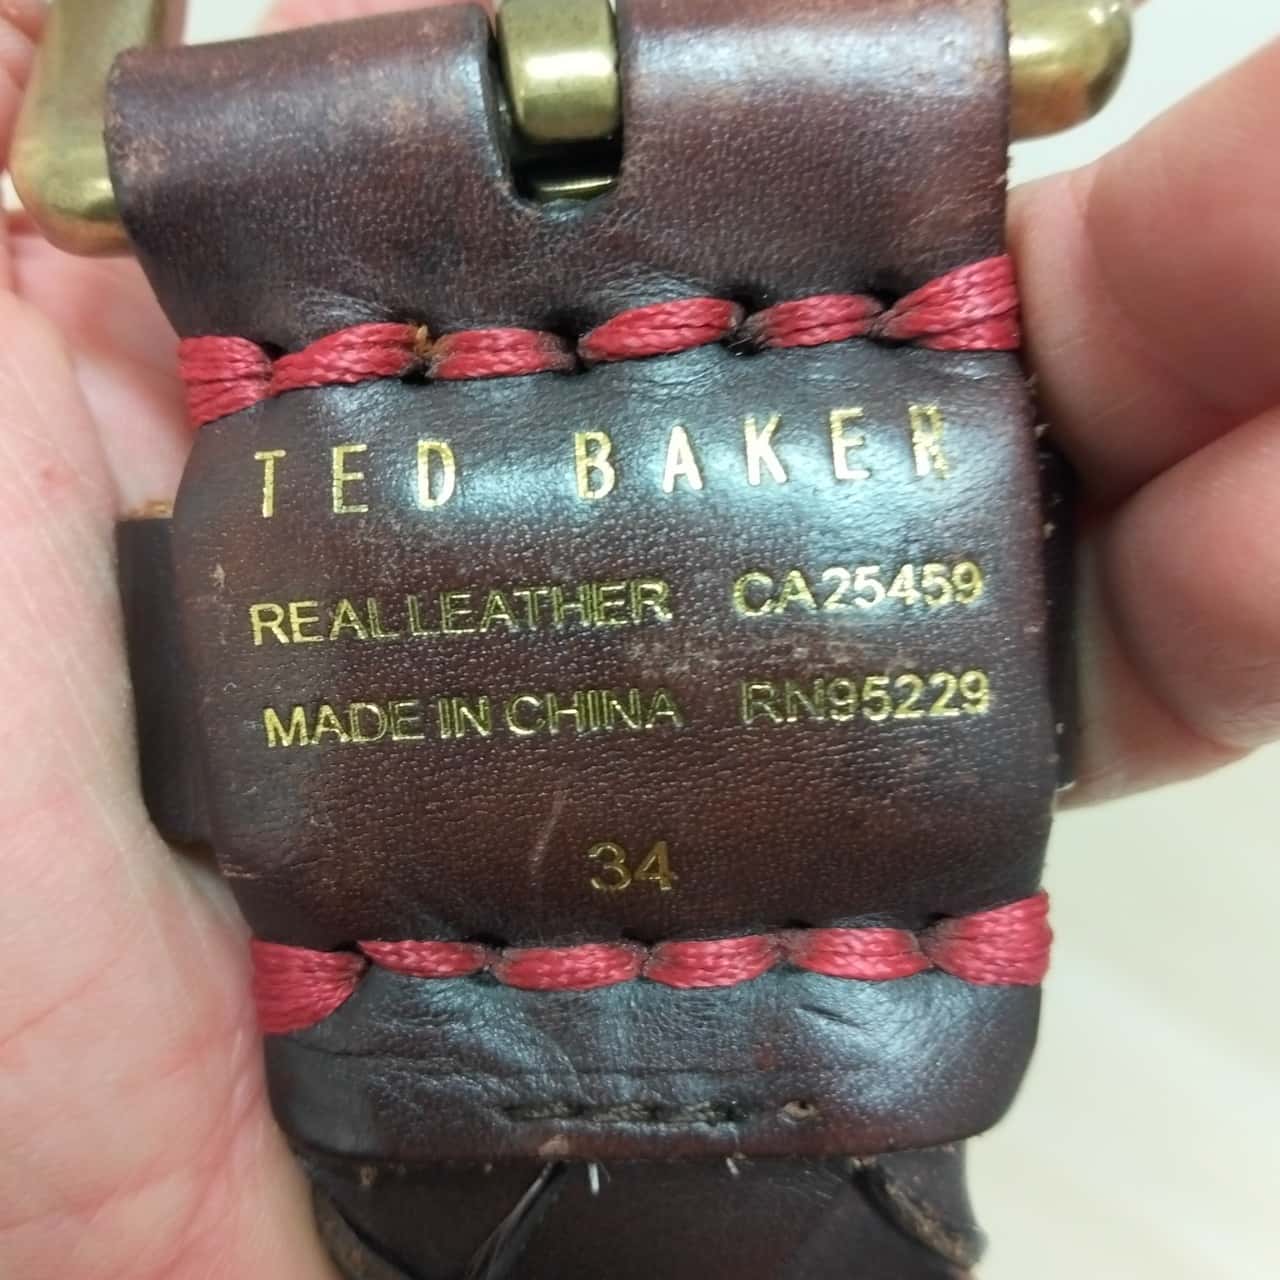 TED BAKER
REAL LEATHER CA25459
MADE IN CHINA RN95229
34